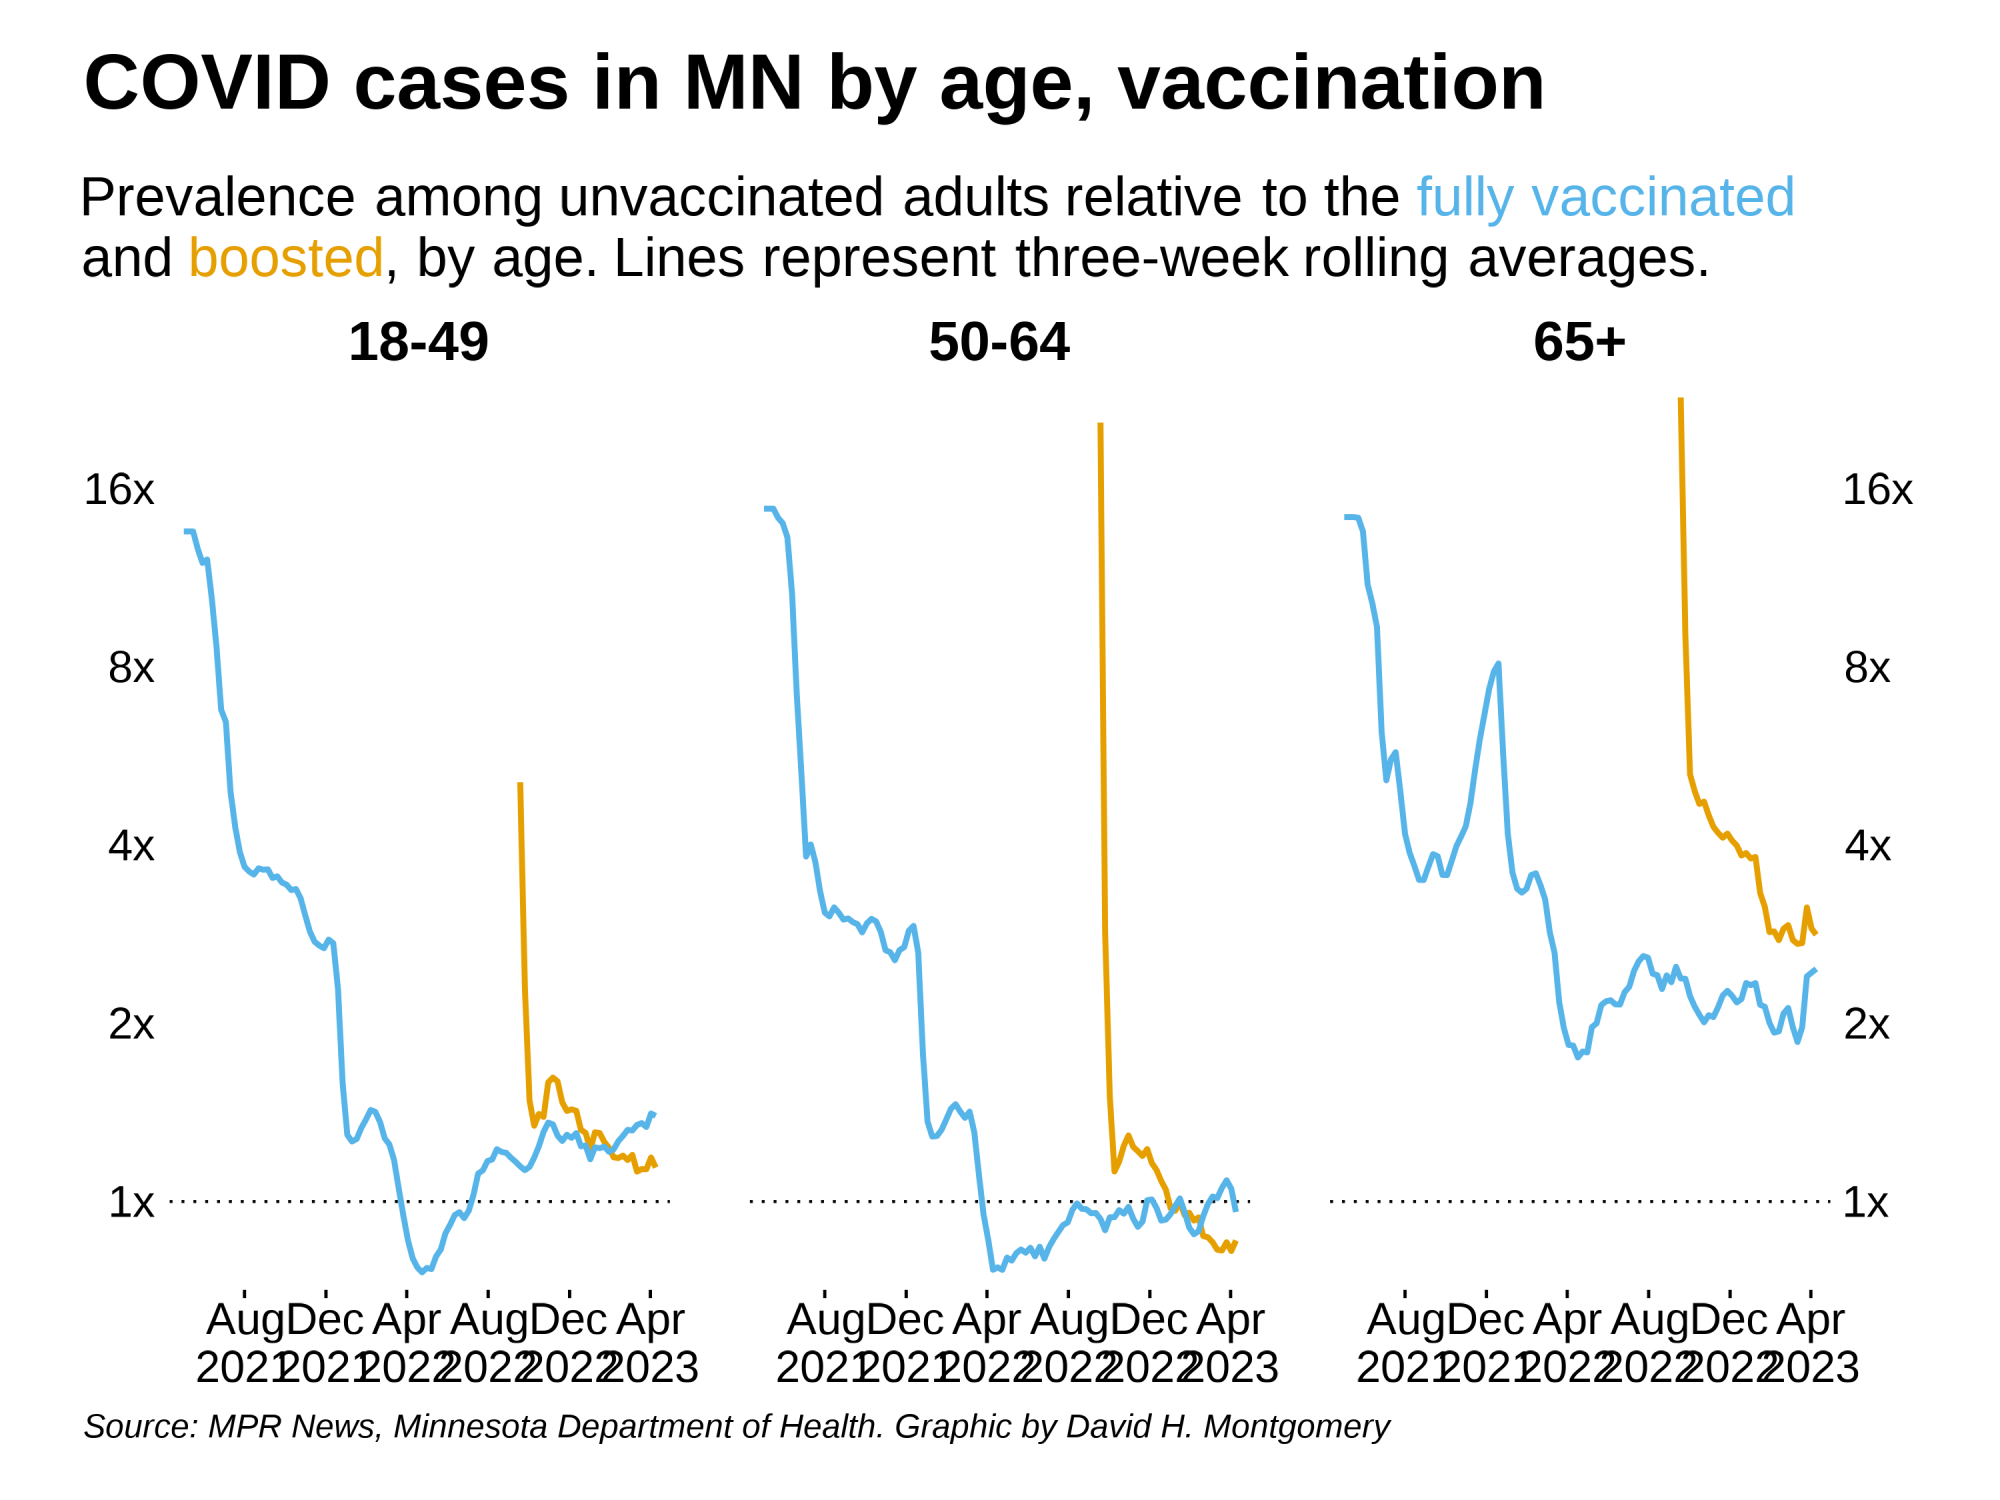 COVID cases in MN by age, vaccination
Prevalence among unvaccinated adults relative to the fully vaccinated
and boosted, by age. Lines represent three-week rolling averages.
18-49 50-64 65+
16x 16x
8x 8x
4x 4x
2x 2x
1x 1x
Aug Dec Apr Aug Dec Apr Aug Dec Apr Aug Dec Apr Aug Dec Apr Aug Dec Apr
2021 2021 2022 2022 2022 2023 2021 2021 2022 2022 2022 2023 2021 2021 2022 2022 2022 2023
Source: MPR News, Minnesota Department of Health. Graphic by David H. Montgomery